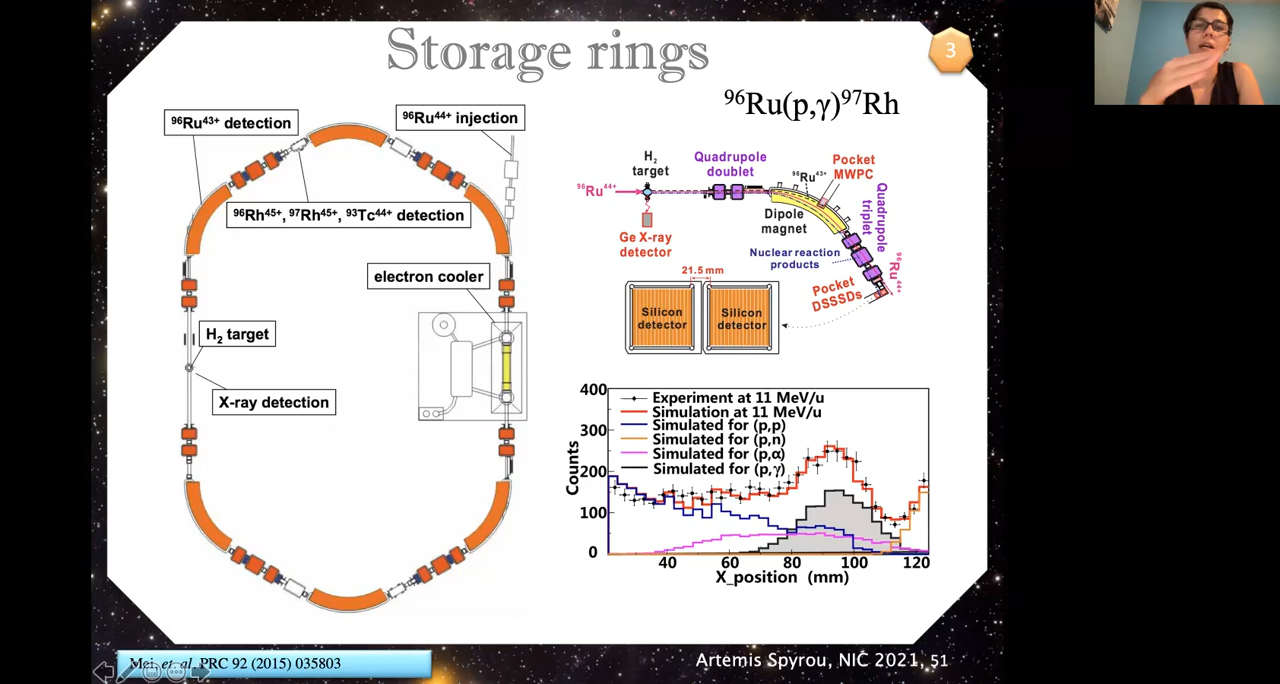 Storage rings
3
⁹⁶Ru(p,γ)⁹⁷Rh
⁹⁶Ru⁴³⁺ detection
⁹⁶Ru⁴⁴⁺ injection
⁹⁶Rh⁴⁵⁺, ⁹⁷Rh⁴⁵⁺, ⁹³Tc⁴⁴⁺ detection
electron cooler
H₂ target
X-ray detection
H₂
target
Quadrupole
doublet
⁹⁶Ru⁴³⁺
Pocket
MWPC
⁹⁶Ru⁴⁴⁺
Quadrupole
triplet
Dipole
magnet
Ge X-ray
detector
Nuclear reaction
products
⁹⁶Ru⁴⁴⁺
Pocket
DSSSDs
21.5 mm
Silicon
detector
Silicon
detector
400
300
200
100
0
Counts
Experiment at 11 MeV/u
Simulation at 11 MeV/u
Simulated for (p,p)
Simulated for (p,n)
Simulated for (p,α)
Simulated for (p,γ)
40
60
80
100
120
X_position (mm)
Mei, et. al, PRC 92 (2015) 035803
Artemis Spyrou, NIC 2021, 51